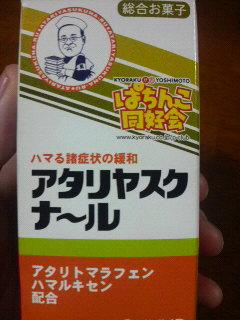 総合お菓子
KYORAKU YOSHIMOTO
ぱちんこ
同好会
ハマる諸症状の緩和
アタリヤスク
ナ〜ル
アタリトマラフェン
ハマルキセン
配合